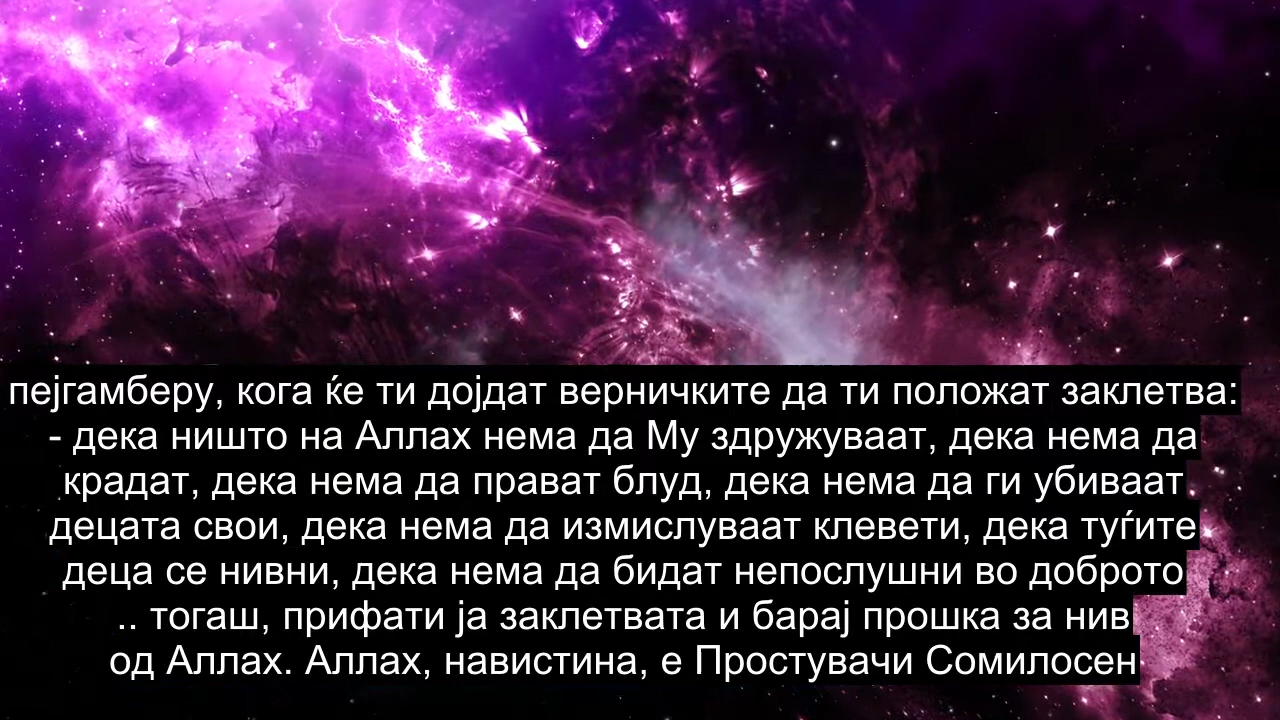 пејгамберу, кога ќе ти дојдат верничките да ти положат заклетва:
- дека ништо на Аллах нема да Му здружуваат, дека нема да
крадат, дека нема да прават блуд, дека нема да ги убиваат
децата свои, дека нема да измислуваат клевети, дека туѓите
деца се нивни, дека нема да бидат непослушни во доброто
.. тогаш, прифати ја заклетвата и барај прошка за нив
од Аллах. Аллах, навистина, е Простувачи Сомилосен